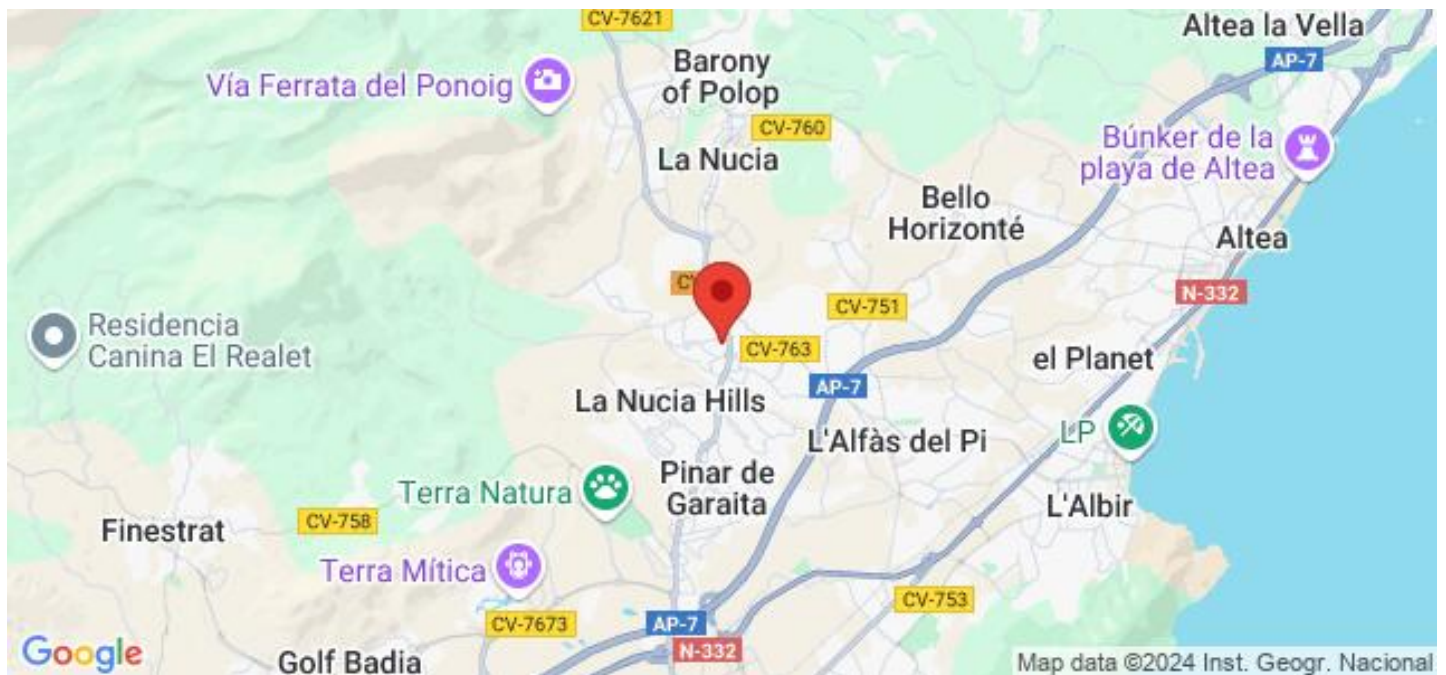 CV-7621
Altea la Vella
AP-7
Barony
of Polop
Vía Ferrata del Ponoig
CV-760
Búnker de la
playa de Altea
La Nucia
Bello
Horizonté
Altea
N-332
CV-751
Residencia
Canina El Realet
CV-763
el Planet
AP-7
La Nucia Hills
L'Alfàs del Pi
LP
Pinar de
Garaita
Terra Natura
L'Albir
Finestrat
CV-758
Terra Mítica
CV-753
CV-7673
AP-7
N-332
Golf Badia
Google
Map data ©2024 Inst. Geogr. Nacional